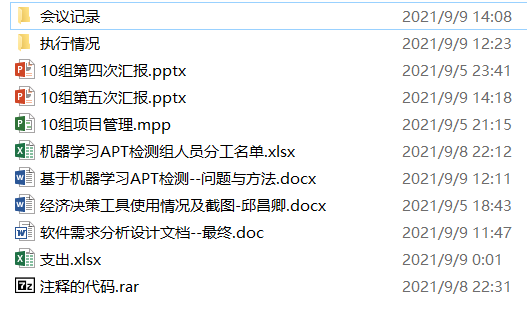 会议记录 2021/9/9 14:08
执行情况 2021/9/9 12:23
10组第四次汇报.pptx 2021/9/5 23:41
10组第五次汇报.pptx 2021/9/9 14:18
10组项目管理.mpp 2021/9/5 21:15
机器学习APT检测组人员分工名单.xlsx 2021/9/8 22:12
基于机器学习APT检测--问题与方法.docx 2021/9/9 12:11
经济决策工具使用情况及截图-邱昌卿.docx 2021/9/5 18:43
软件需求分析设计文档--最终.doc 2021/9/9 11:47
支出.xlsx 2021/9/9 0:01
注释的代码.rar 2021/9/8 22:31